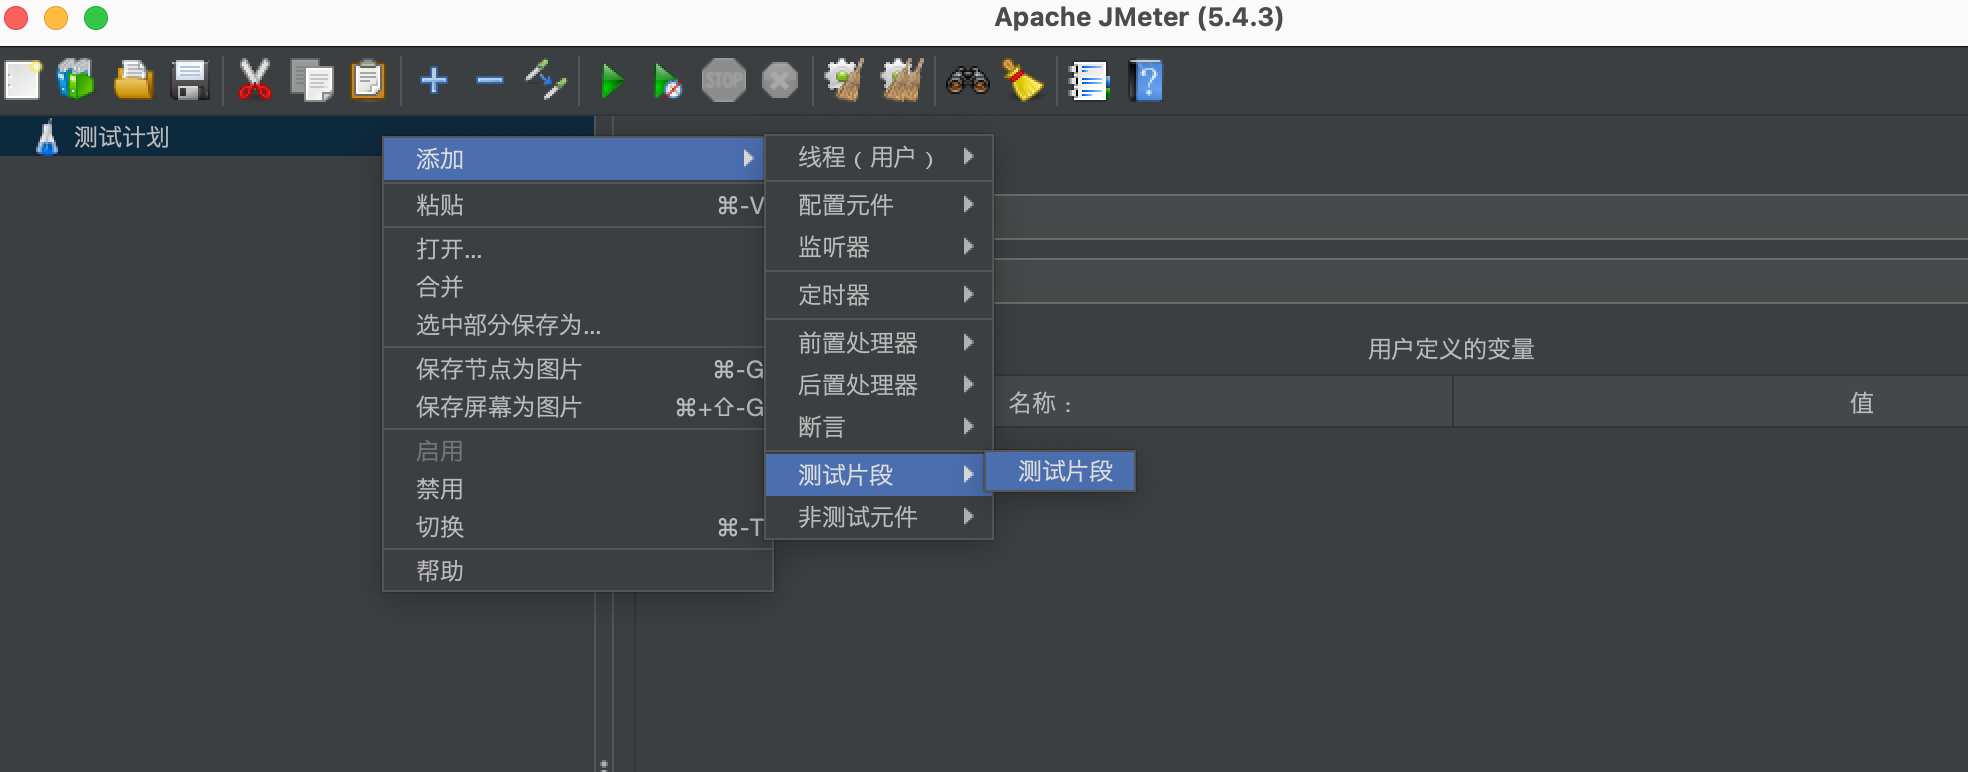 Apache JMeter (5.4.3)
STOP
?
测试计划
添加
粘贴 ⌘-V
打开...
合并
选中部分保存为...
保存节点为图片 ⌘-G
保存屏幕为图片 ⌘+⇧-G
启用
禁用
切换 ⌘-T
帮助
线程（用户）
配置元件
监听器
定时器
前置处理器
后置处理器
断言
测试片段
非测试元件
测试片段
用户定义的变量
名称： 值